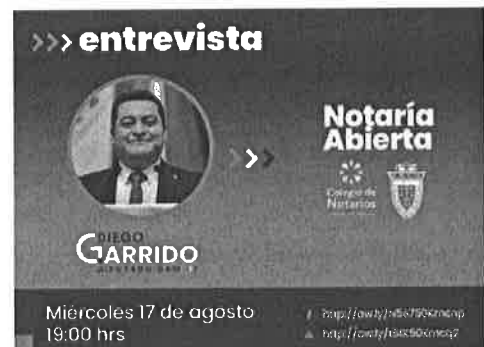 >>> entrevista
Notaría
Abierta
Colegio de
Notarios
DIEGO
GARRIDO
Miércoles 17 de agosto
19:00 hrs